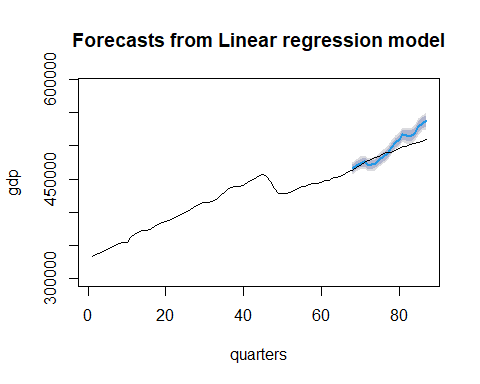 Forecasts from Linear regression model
gdp
600000
450000
300000
0 20 40 60 80
quarters